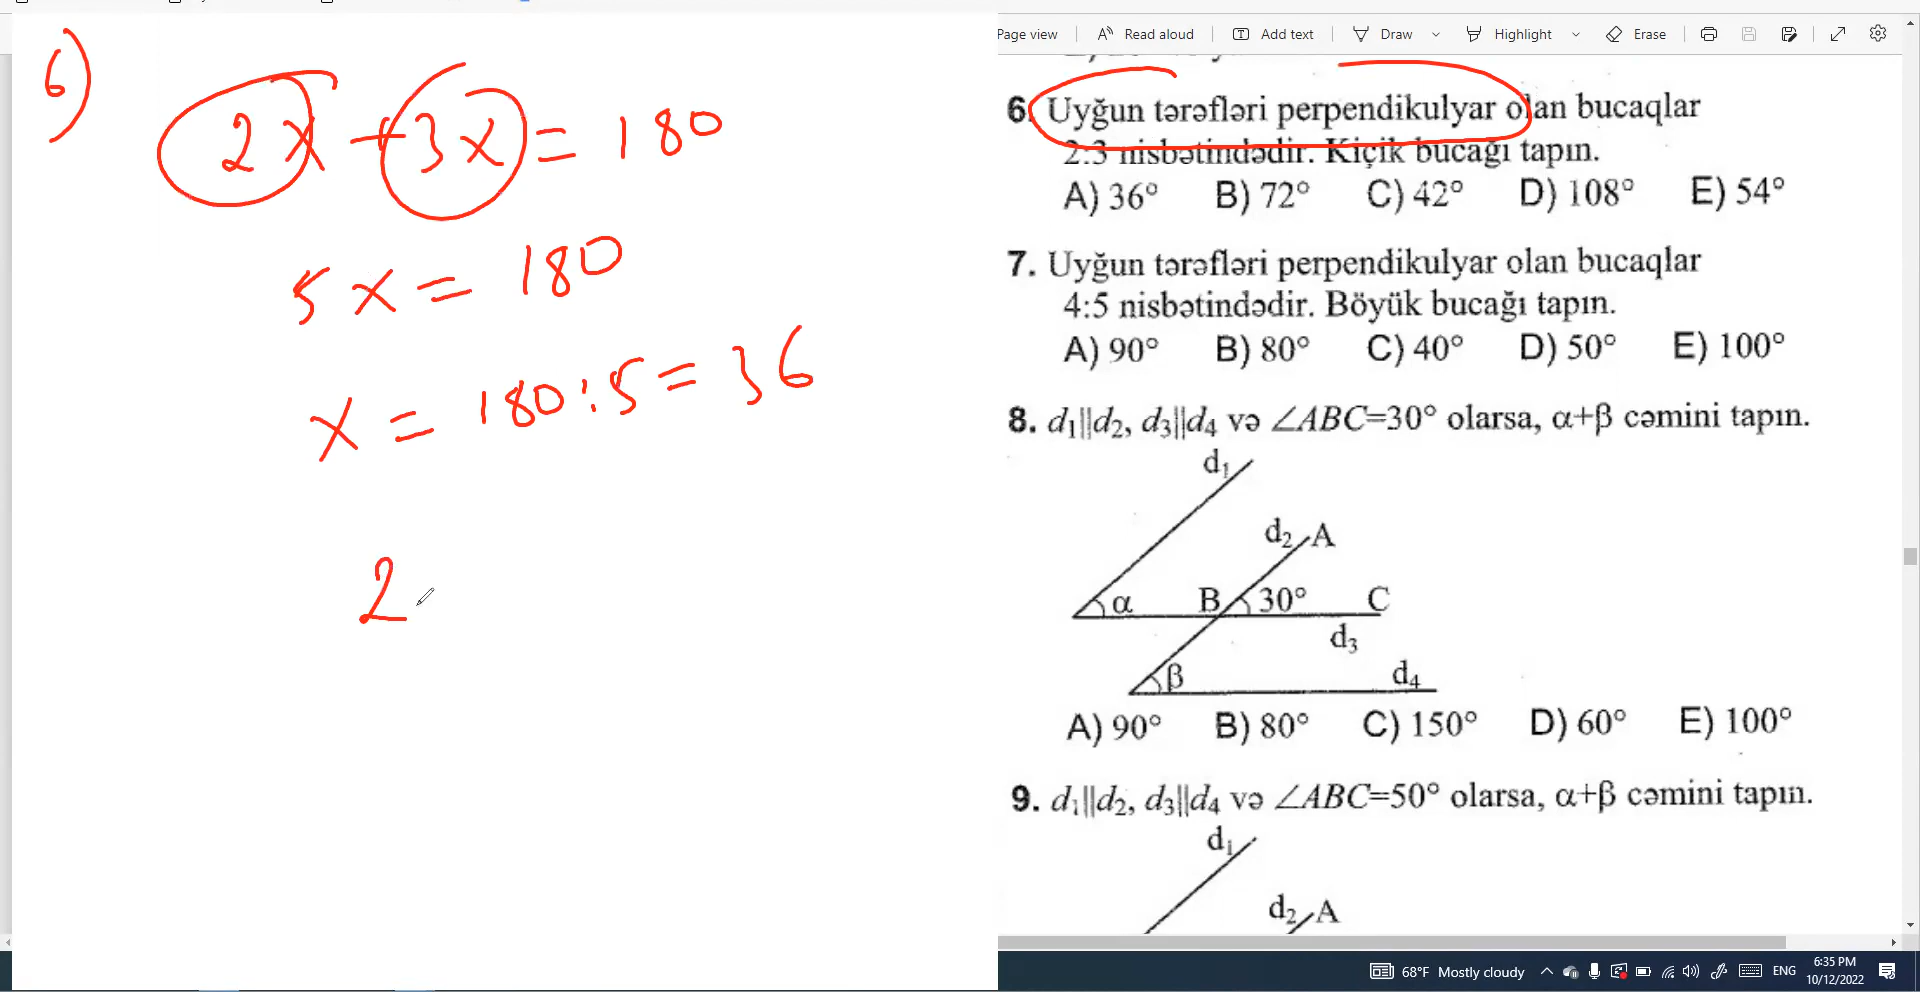 6)
2x + 3x = 180
5x = 180
x = 180:5 = 36
2
Page view
Read aloud
Add text
Draw
Highlight
Erase
6. Uyğun tərəfləri perpendikulyar olan bucaqlar
2:3 nisbətindədir. Kiçik bucağı tapın.
A) 36° B) 72° C) 42° D) 108° E) 54°
7. Uyğun tərəfləri perpendikulyar olan bucaqlar
4:5 nisbətindədir. Böyük bucağı tapın.
A) 90° B) 80° C) 40° D) 50° E) 100°
8. d₁||d₂, d₃||d₄ və ∠ABC=30° olarsa, α+β cəmini tapın.
d₁
d₂ A
α B 30° C
d₃
β d₄
A) 90° B) 80° C) 150° D) 60° E) 100°
9. d₁||d₂, d₃||d₄ və ∠ABC=50° olarsa, α+β cəmini tapın.
d₁
d₂ A
68°F Mostly cloudy
ENG
6:35 PM
10/12/2022